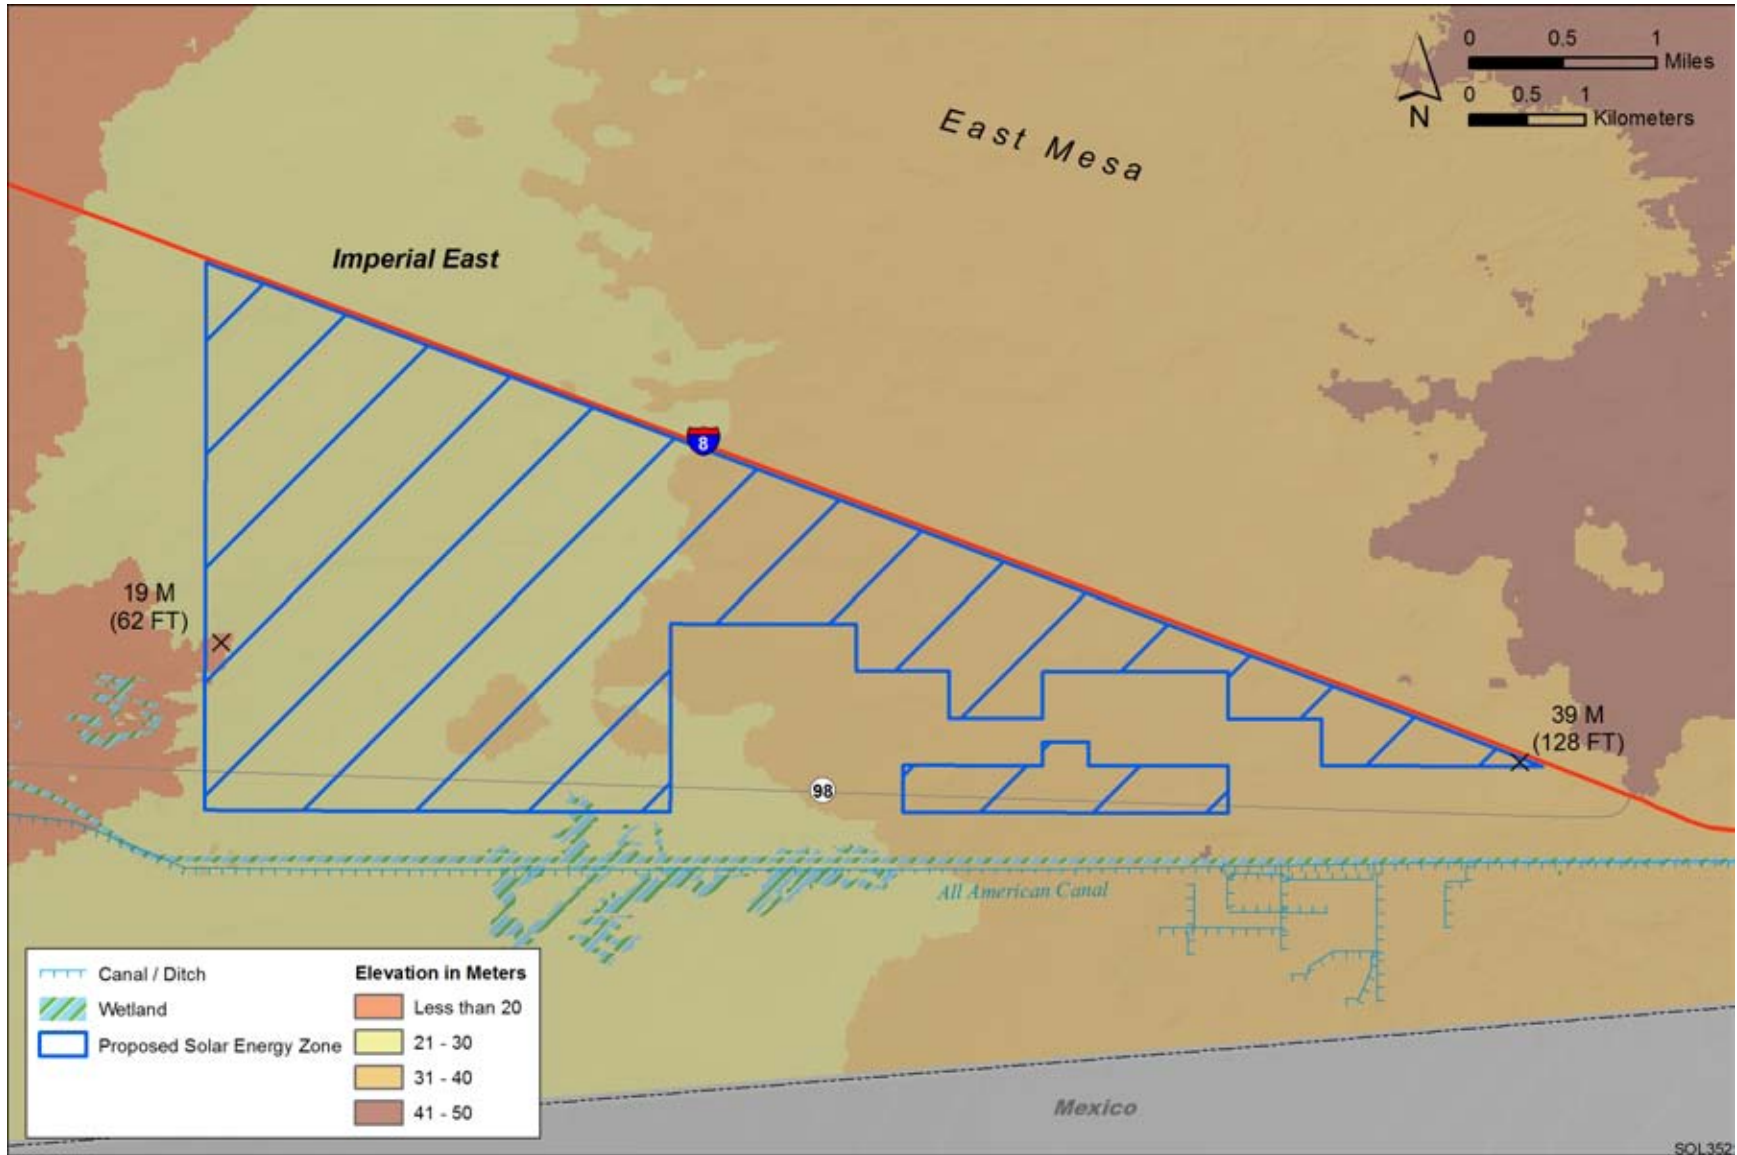 0 0.5 1
Miles
0 0.5 1
Kilometers
N
East Mesa
Imperial East
8
19 M
(62 FT)
39 M
(128 FT)
98
All American Canal
Canal / Ditch
Wetland
Proposed Solar Energy Zone
Elevation in Meters
Less than 20
21 - 30
31 - 40
41 - 50
Mexico
SOL352